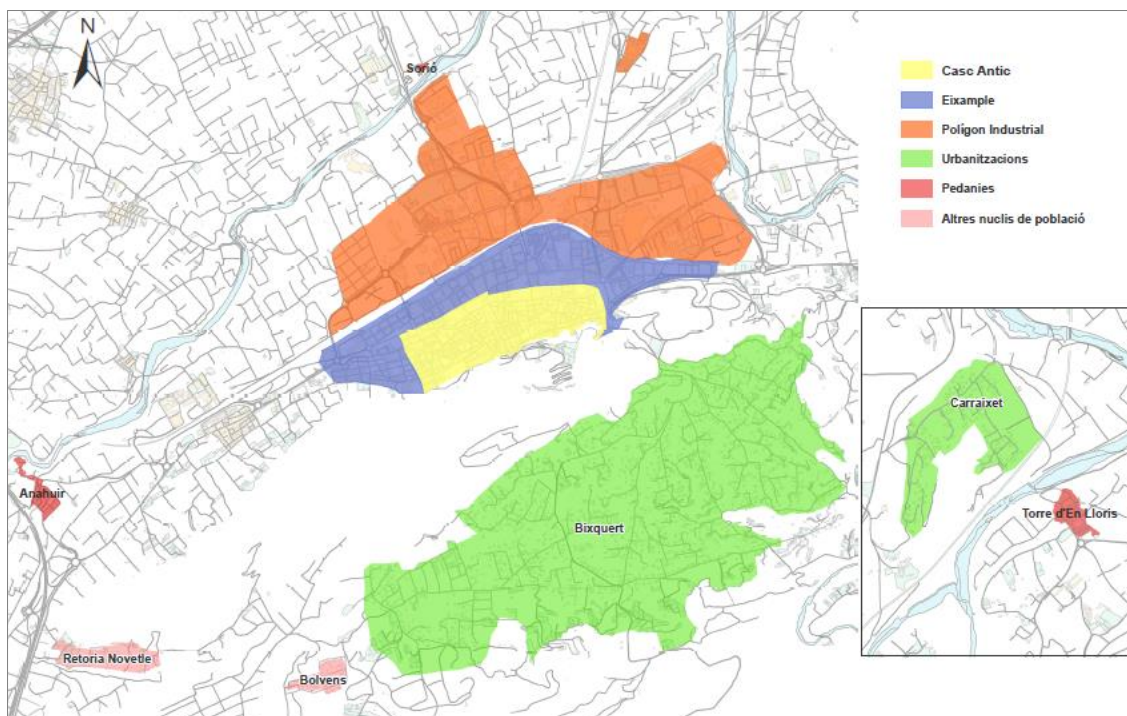 N
Sorió
Casc Antic
Eixample
Polígon Industrial
Urbanitzacions
Pedanies
Altres nuclis de població
Carraixet
Torre d'En Lloris
Anahuir
Bixquert
Retoria Novetle
Bolvens